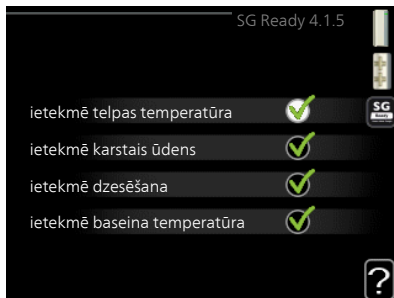 SG Ready 4.1.5
ietekmē telpas temperatūra
SG
Ready
ietekmē karstais ūdens
ietekmē dzesēšana
ietekmē baseina temperatūra
?